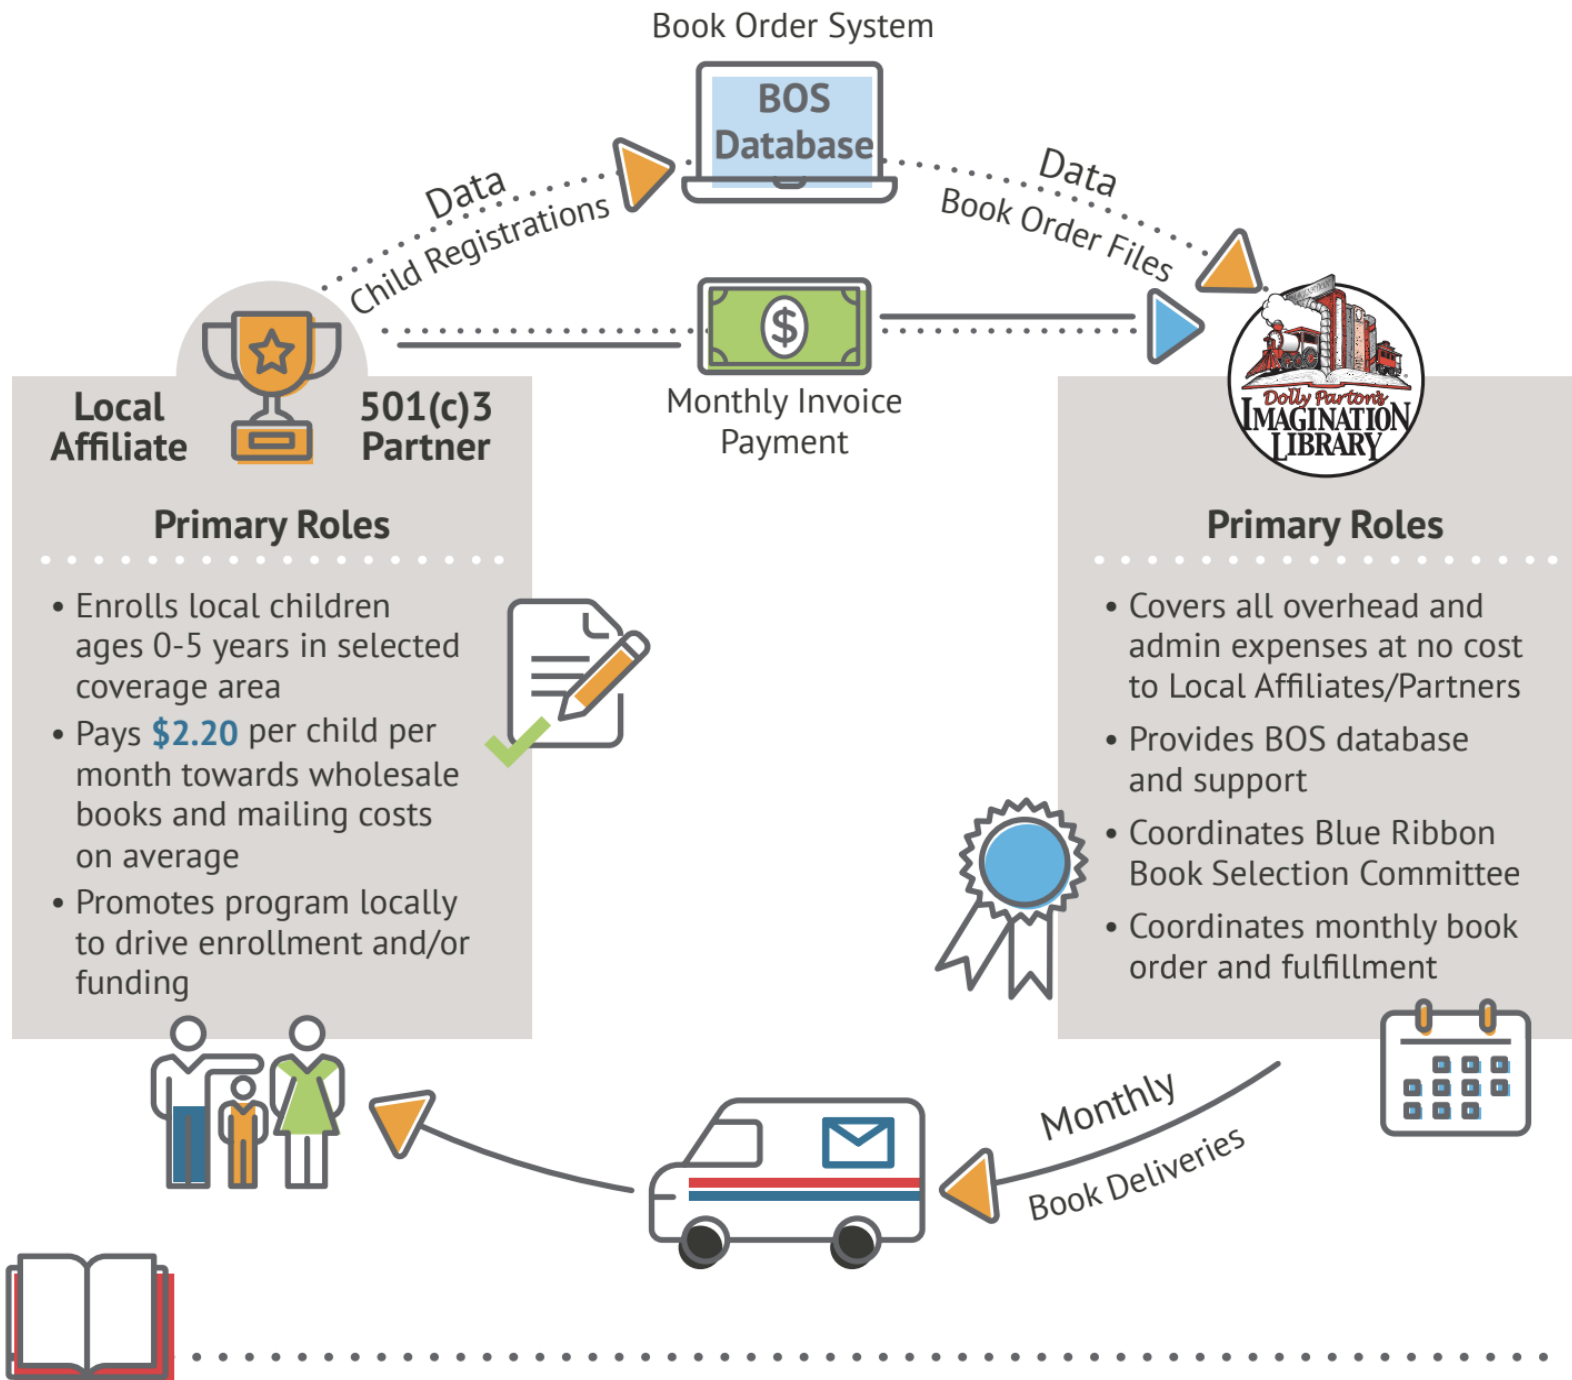 Book Order System
BOS
Database
Data
Child Registrations
Data
Book Order Files
Monthly Invoice
Payment
Local
Affiliate
501(c)3
Partner
Primary Roles
• Enrolls local children
ages 0-5 years in selected
coverage area
• Pays $2.20 per child per
month towards wholesale
books and mailing costs
on average
• Promotes program locally
to drive enrollment and/or
funding
Dolly Parton's
IMAGINATION
LIBRARY
Primary Roles
• Covers all overhead and
admin expenses at no cost
to Local Affiliates/Partners
• Provides BOS database
and support
• Coordinates Blue Ribbon
Book Selection Committee
• Coordinates monthly book
order and fulfillment
Monthly
Book Deliveries